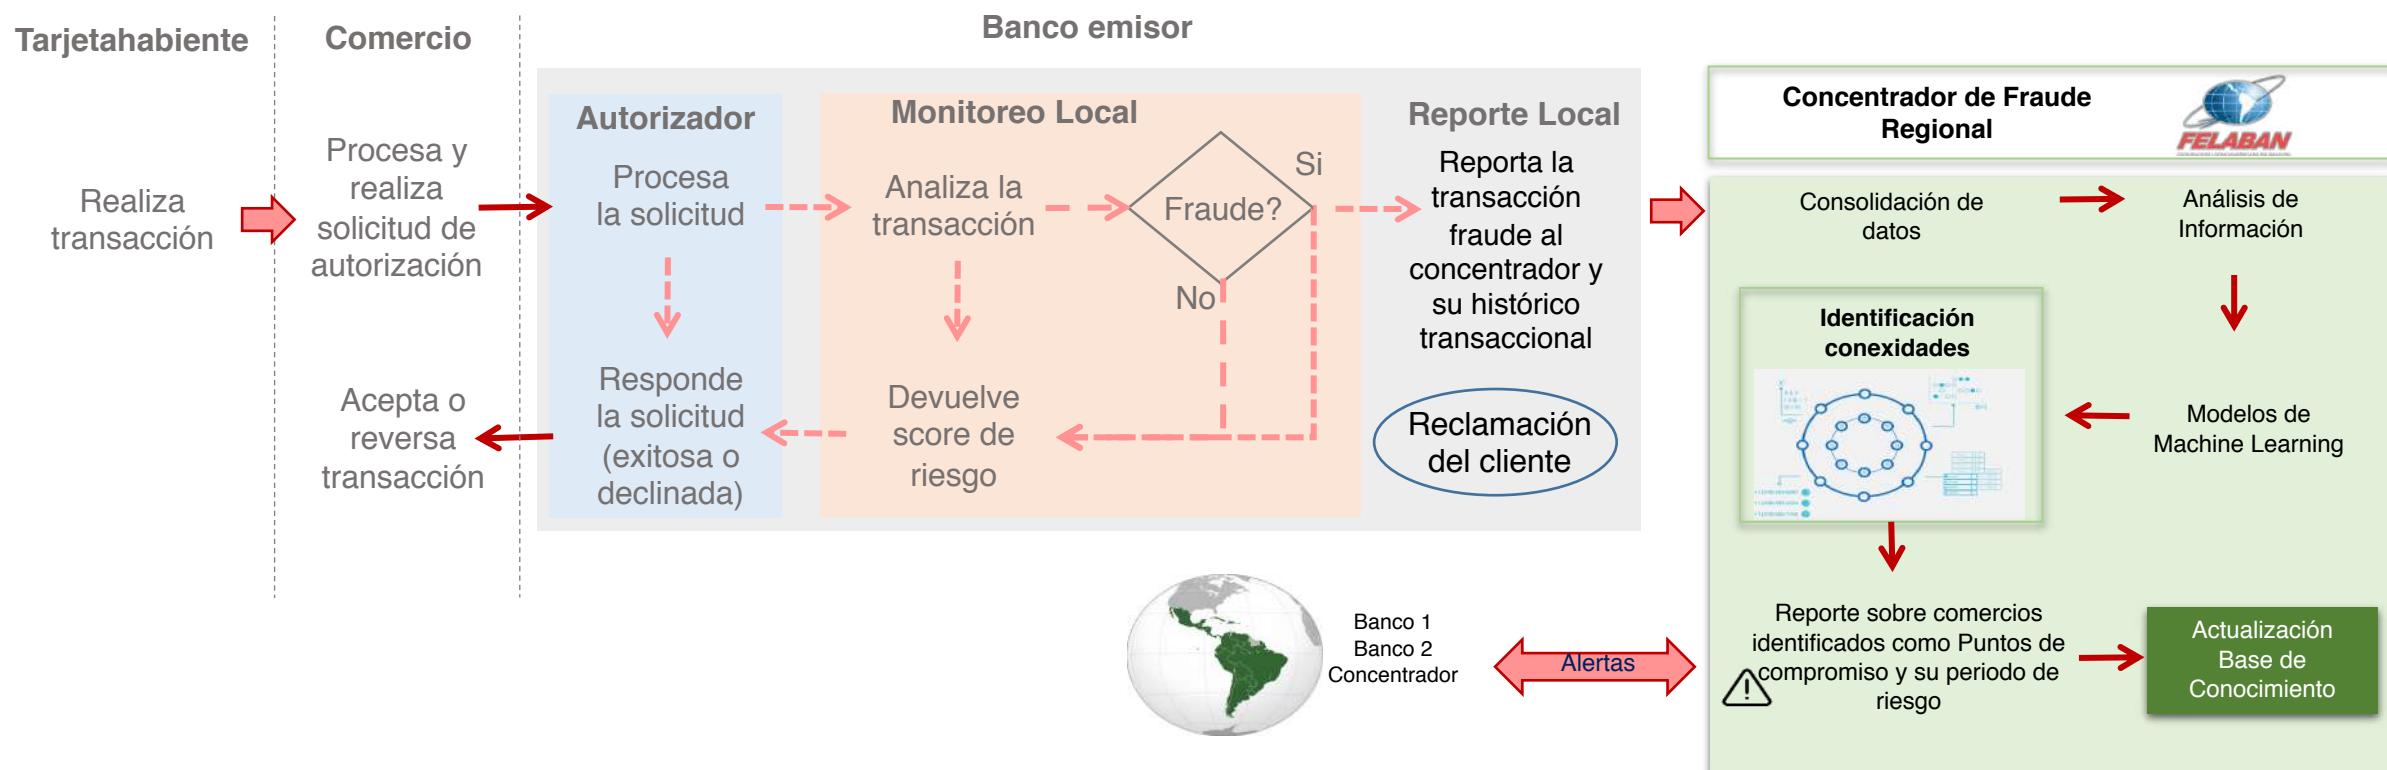 Tarjetahabiente
Realiza
transacción
Comercio
Procesa y
realiza
solicitud de
autorización
Acepta o
reversa
transacción
Banco emisor
Autorizador
Procesa
la solicitud
Responde
la solicitud
(exitosa o
declinada)
Monitoreo Local
Analiza la
transacción
Fraude?
Si
No
Devuelve
score de
riesgo
Reporte Local
Reporta la
transacción
fraude al
concentrador y
su histórico
transaccional
Reclamación
del cliente
Concentrador de Fraude
Regional
FELABAN
Consolidación de
datos
Análisis de
Información
Identificación
conexidades
Modelos de
Machine Learning
Reporte sobre comercios
identificados como Puntos de
compromiso y su periodo de
riesgo
Actualización
Base de
Conocimiento
Banco 1
Banco 2
Concentrador
Alertas